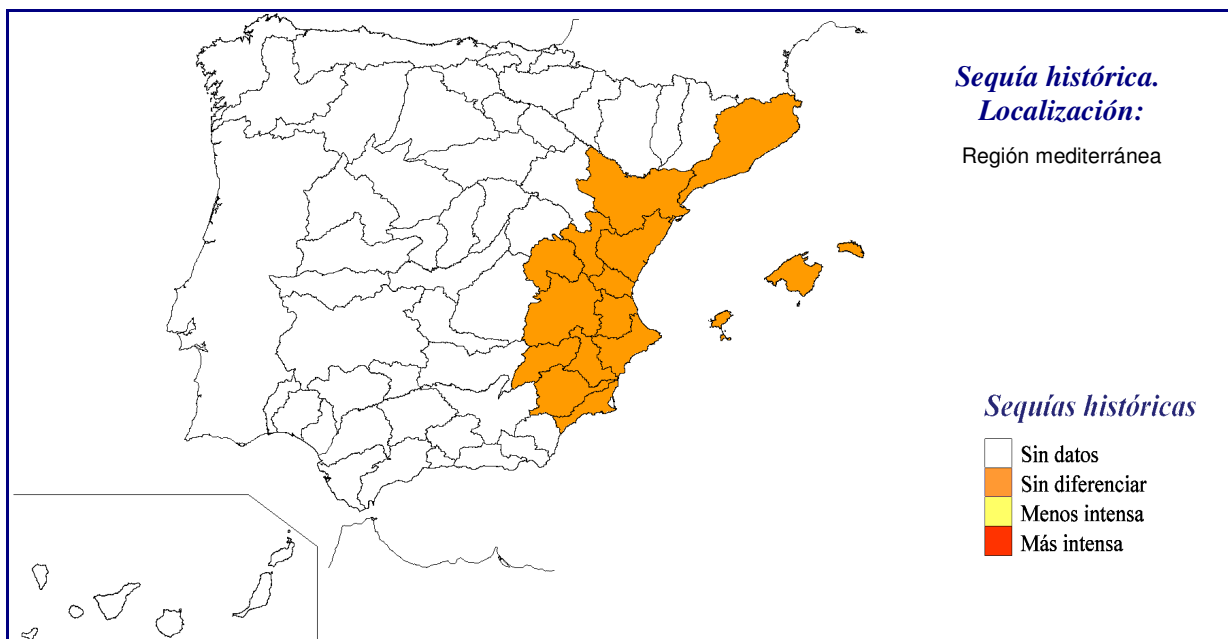 Sequía histórica.
Localización:
Región mediterránea
Sequías históricas
Sin datos
Sin diferenciar
Menos intensa
Más intensa